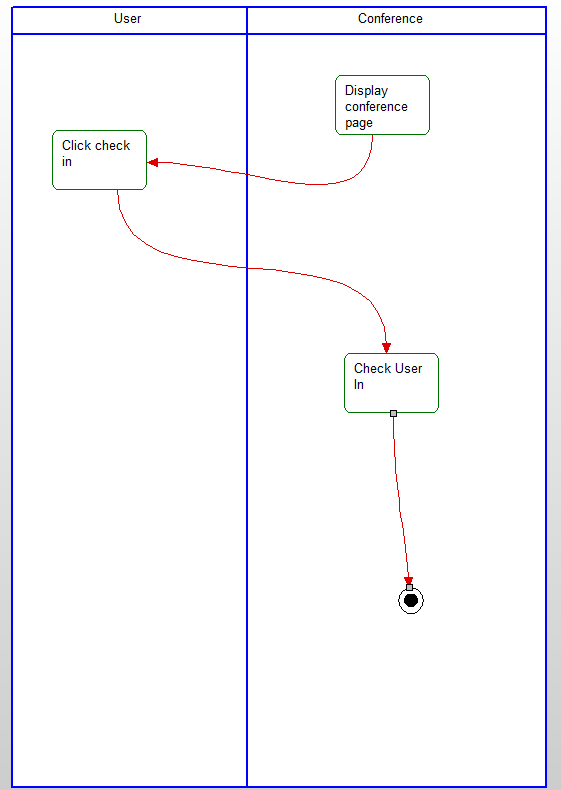 User
Conference
Display
conference
page
Click check
in
Check User
In